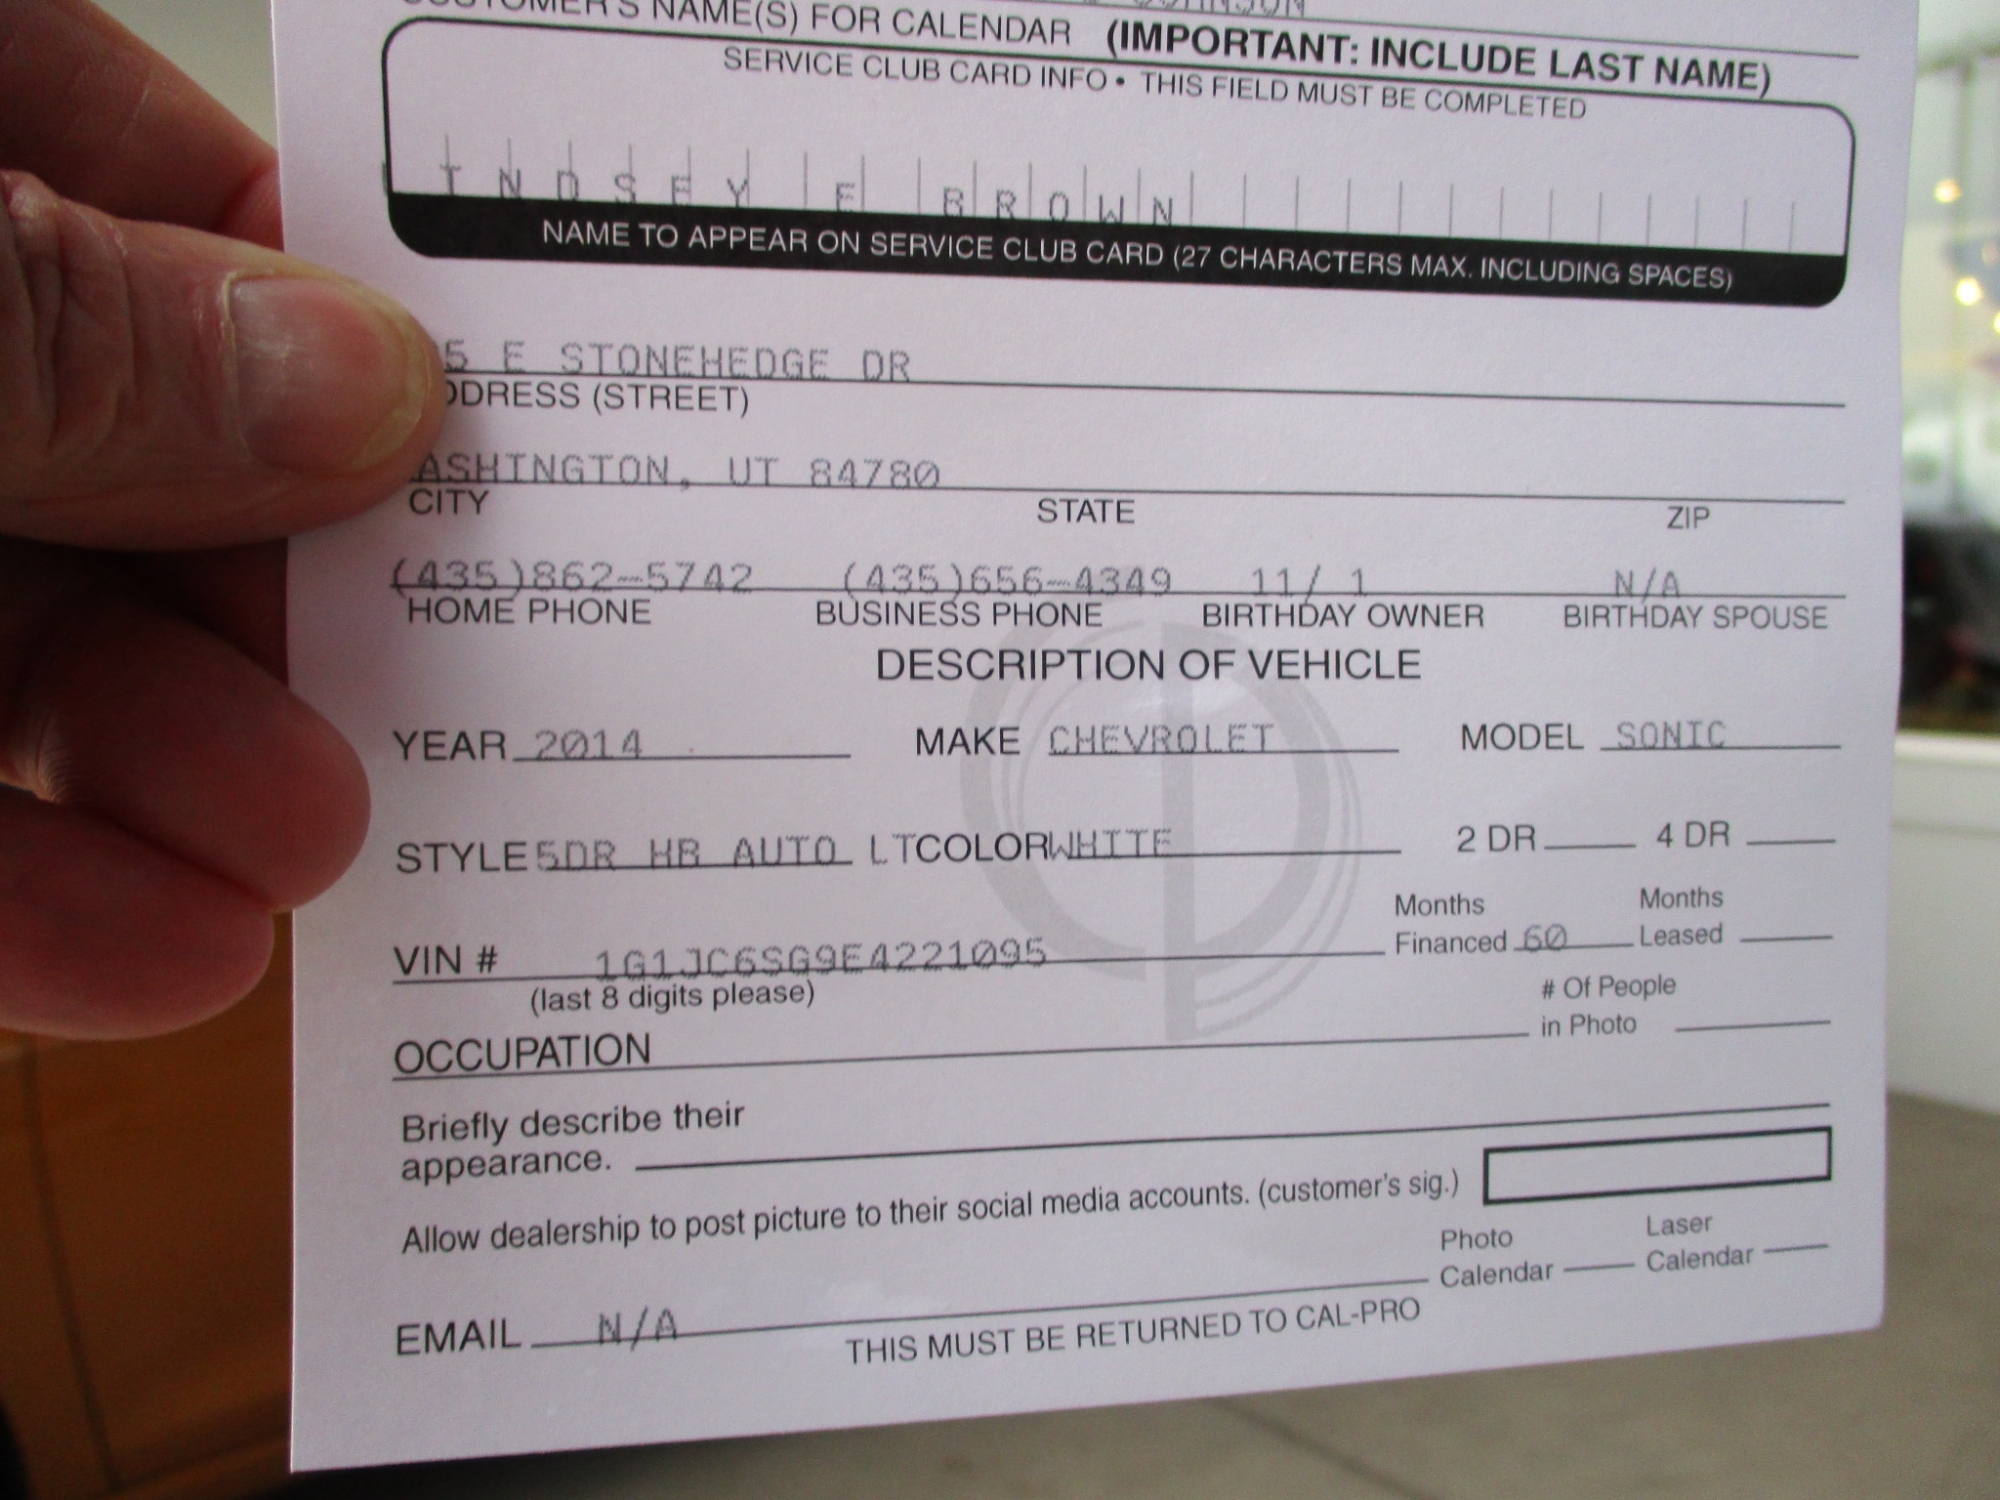 CUSTOMER'S NAME(S) FOR CALENDAR (IMPORTANT: INCLUDE LAST NAME)
SERVICE CLUB CARD INFO • THIS FIELD MUST BE COMPLETED
INDSEY E BROWN
NAME TO APPEAR ON SERVICE CLUB CARD (27 CHARACTERS MAX. INCLUDING SPACES)
5 E STONEHEDGE DR
DDRESS (STREET)
ASHINGTON, UT 84780
CITY STATE ZIP
(435)862-5742 (435)656-4349 11/ 1 N/A
HOME PHONE BUSINESS PHONE BIRTHDAY OWNER BIRTHDAY SPOUSE
DESCRIPTION OF VEHICLE
YEAR 2014 MAKE CHEVROLET MODEL SONIC
STYLE 5DR HB AUTO LT COLOR WHITE 2 DR 4 DR
Months Months
VIN # 1G1JC6SG9E4221095 Financed 60 Leased
(last 8 digits please) # Of People
OCCUPATION in Photo
Briefly describe their
appearance.
Allow dealership to post picture to their social media accounts. (customer's sig.)
Photo Laser
Calendar Calendar
EMAIL N/A
THIS MUST BE RETURNED TO CAL-PRO